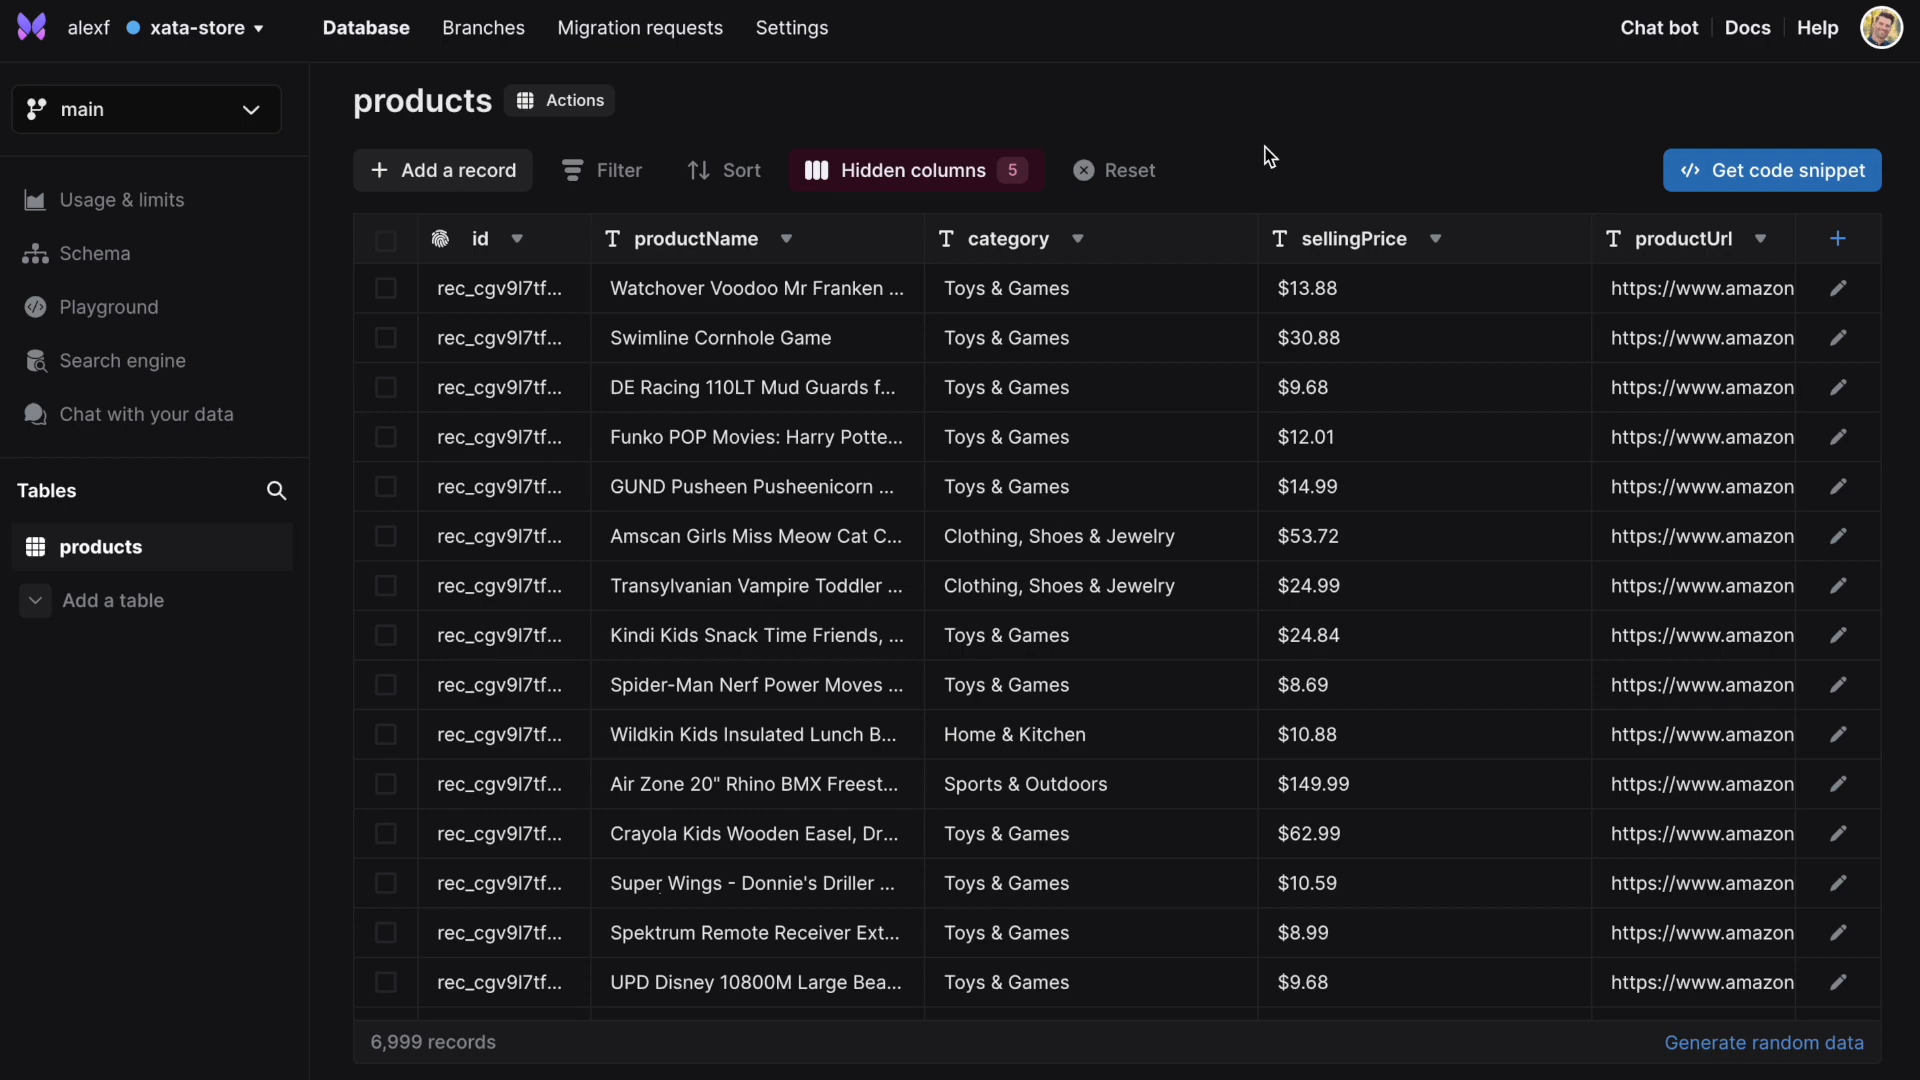 alexf xata-store Database Branches Migration requests Settings Chat bot Docs Help
main
products Actions
Add a record Filter Sort Hidden columns 5 Reset Get code snippet
Usage & limits
Schema
Playground
Search engine
Chat with your data
Tables
products
Add a table
id productName category sellingPrice productUrl
rec_cgv9l7tf... Watchover Voodoo Mr Franken ... Toys & Games $13.88 https://www.amazon
rec_cgv9l7tf... Swimline Cornhole Game Toys & Games $30.88 https://www.amazon
rec_cgv9l7tf... DE Racing 110LT Mud Guards f... Toys & Games $9.68 https://www.amazon
rec_cgv9l7tf... Funko POP Movies: Harry Potte... Toys & Games $12.01 https://www.amazon
rec_cgv9l7tf... GUND Pusheen Pusheenicorn ... Toys & Games $14.99 https://www.amazon
rec_cgv9l7tf... Amscan Girls Miss Meow Cat C... Clothing, Shoes & Jewelry $53.72 https://www.amazon
rec_cgv9l7tf... Transylvanian Vampire Toddler ... Clothing, Shoes & Jewelry $24.99 https://www.amazon
rec_cgv9l7tf... Kindi Kids Snack Time Friends, ... Toys & Games $24.84 https://www.amazon
rec_cgv9l7tf... Spider-Man Nerf Power Moves ... Toys & Games $8.69 https://www.amazon
rec_cgv9l7tf... Wildkin Kids Insulated Lunch B... Home & Kitchen $10.88 https://www.amazon
rec_cgv9l7tf... Air Zone 20" Rhino BMX Freest... Sports & Outdoors $149.99 https://www.amazon
rec_cgv9l7tf... Crayola Kids Wooden Easel, Dr... Toys & Games $62.99 https://www.amazon
rec_cgv9l7tf... Super Wings - Donnie's Driller ... Toys & Games $10.59 https://www.amazon
rec_cgv9l7tf... Spektrum Remote Receiver Ext... Toys & Games $8.99 https://www.amazon
rec_cgv9l7tf... UPD Disney 10800M Large Bea... Toys & Games $9.68 https://www.amazon
6,999 records Generate random data